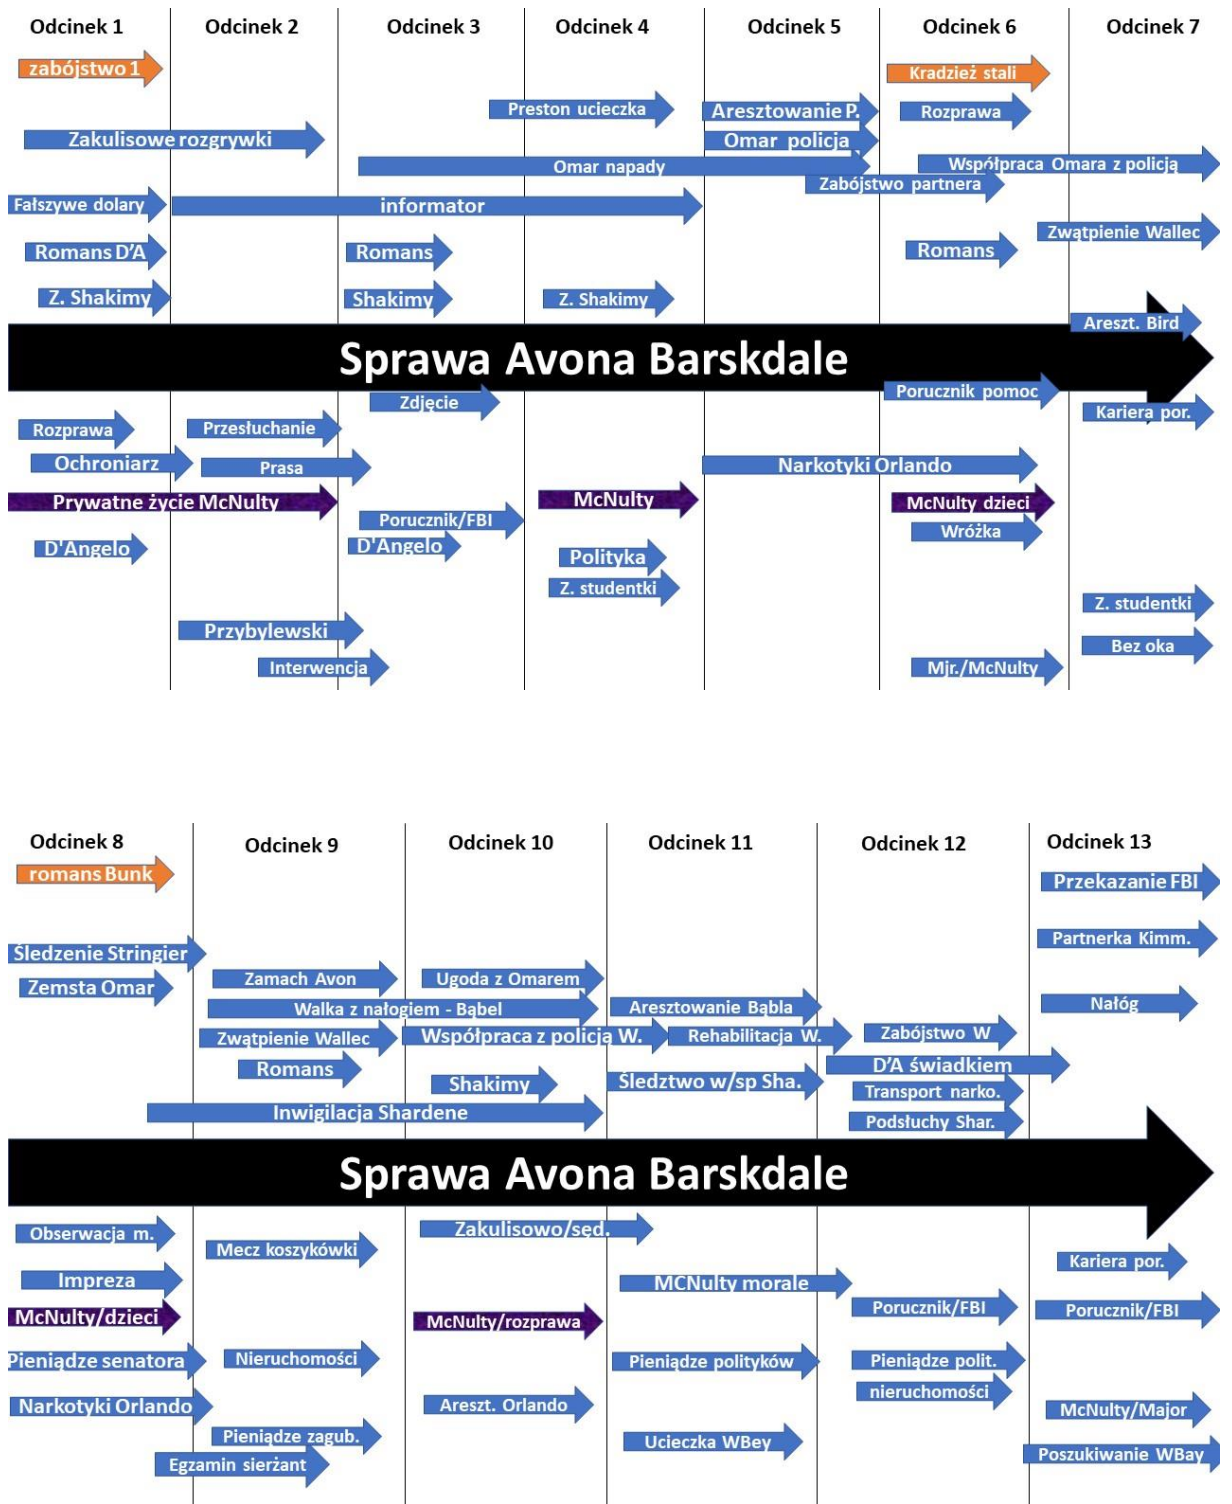 Odcinek 1
Odcinek 2
Odcinek 3
Odcinek 4
Odcinek 5
Odcinek 6
Odcinek 7
zabójstwo 1
Kradzież stali
Preston ucieczka
Aresztowanie P.
Rozprawa
Zakulisowe rozgrywki
Omar policja
Omar napady
Współpraca Omara z policją
Zabójstwo partnera
Fałszywe dolary
informator
Zwątpienie Wallec
Romans D'A
Romans
Romans
Z. Shakimy
Shakimy
Z. Shakimy
Areszt. Bird
Sprawa Avona Barskdale
Porucznik pomoc
Zdjęcie
Kariera por.
Rozprawa
Przesłuchanie
Ochroniarz
Prasa
Narkotyki Orlando
Prywatne życie McNulty
McNulty
McNulty dzieci
Porucznik/FBI
Wróżka
D'Angelo
D'Angelo
Polityka
Z. studentki
Z. studentki
Przybylewski
Bez oka
Interwencja
Mjr./McNulty
Odcinek 8
Odcinek 9
Odcinek 10
Odcinek 11
Odcinek 12
Odcinek 13
romans Bunk
Przekazanie FBI
Partnerka Kimm.
Śledzenie Stringier
Zamach Avon
Ugoda z Omarem
Zemsta Omar
Nałóg
Walka z nałogiem - Bąbel
Aresztowanie Bąbla
Zwątpienie Wallec
Współpraca z policją W.
Rehabilitacja W.
Zabójstwo W
Romans
D'A świadkiem
Shakimy
Śledztwo w/sp Sha.
Transport narko.
Inwigilacja Shardene
Podsłuchy Shar.
Sprawa Avona Barskdale
Obserwacja m.
Zakulisowo/sęd.
Mecz koszykówki
Kariera por.
Impreza
MCNulty morale
McNulty/dzieci
McNulty/rozprawa
Porucznik/FBI
Porucznik/FBI
Pieniądze senatora
Nieruchomości
Pieniądze polityków
Pieniądze polit.
nieruchomości
Narkotyki Orlando
Areszt. Orlando
McNulty/Major
Pieniądze zagub.
Ucieczka WBey
Egzamin sierżant
Poszukiwanie WBay